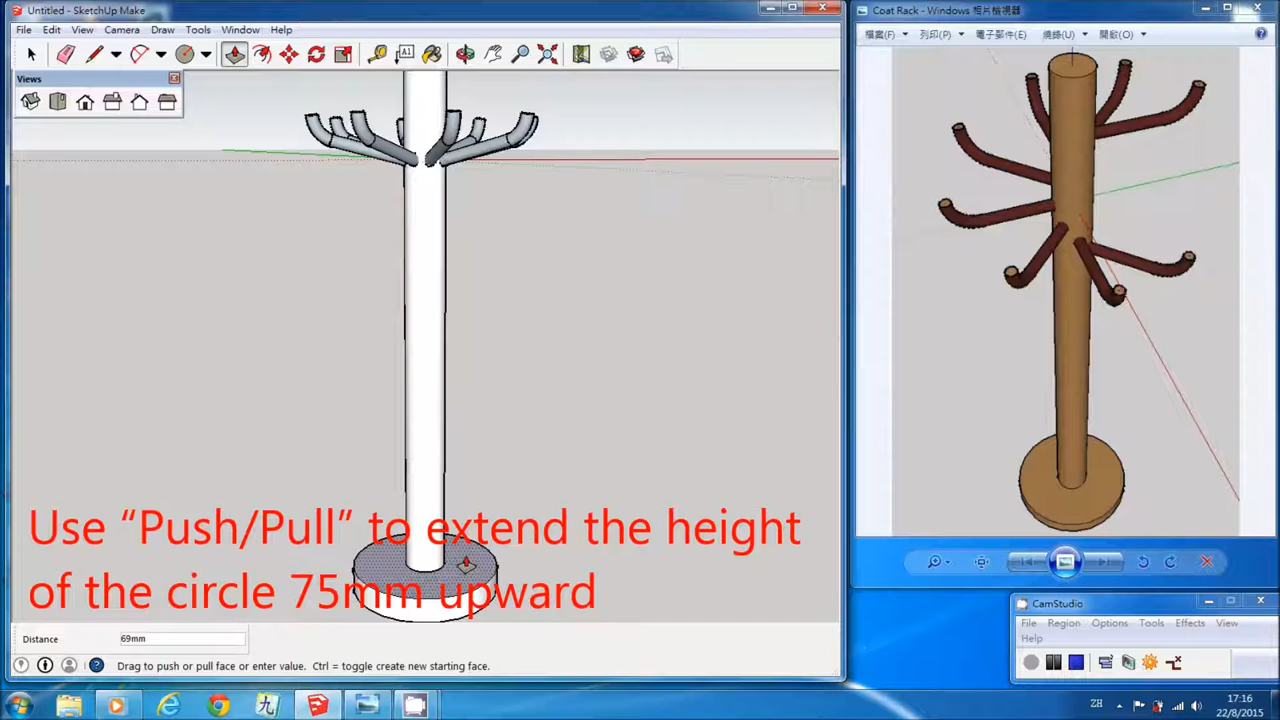 Untitled - SketchUp Make
File Edit View Camera Draw Tools Window Help
A1
Views
Use “Push/Pull” to extend the height
of the circle 75mm upward
Distance 69mm
Drag to push or pull face or enter value. Ctrl = toggle create new starting face.
Coat Rack - Windows 相片檢視器
檔案(F) 列印(P) 電子郵件(E) 燒錄(U) 開啟(O)
CamStudio
File Region Options Tools Effects View
Help
九
ZH 17:16
22/8/2015